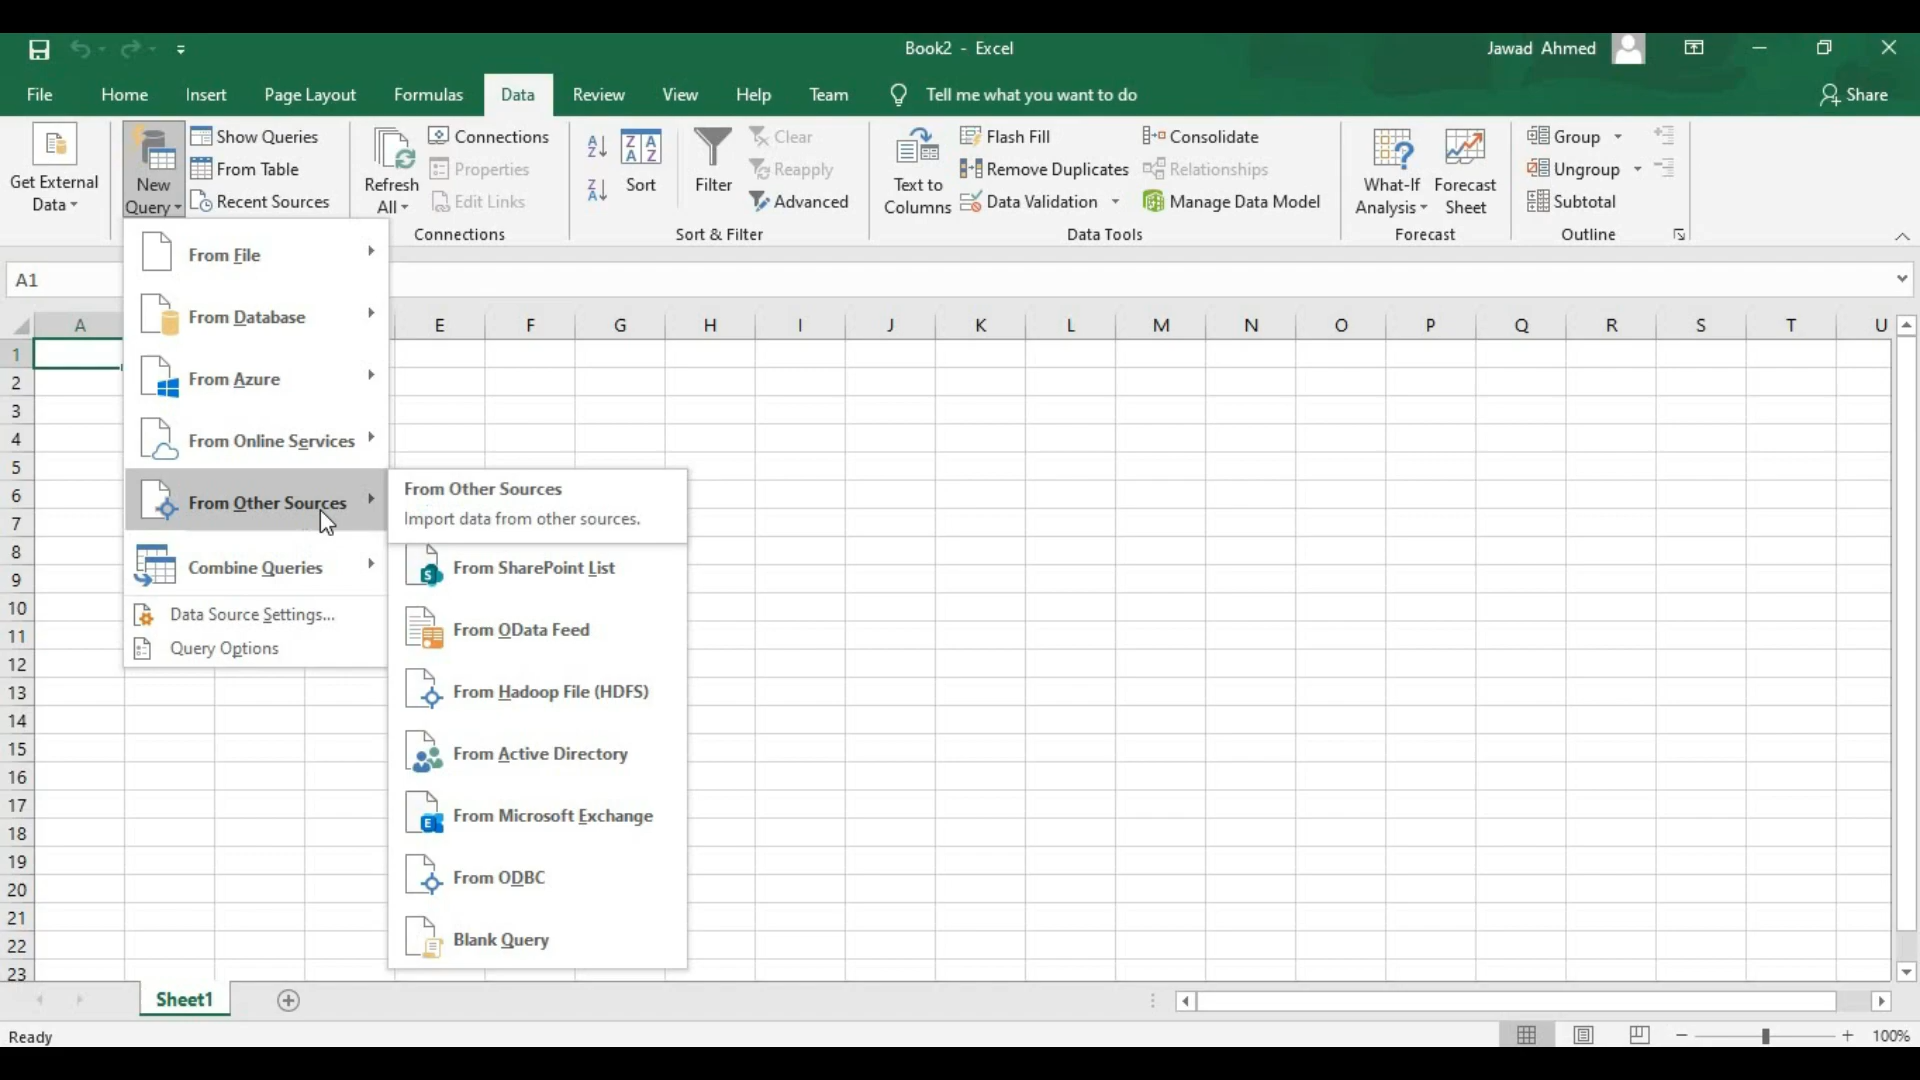 Book2 - Excel
Jawad Ahmed
File Home Insert Page Layout Formulas Data Review View Help Team Tell me what you want to do Share
Get External Data
New Query
Show Queries
From Table
Recent Sources
Refresh All
Connections
Properties
Edit Links
Connections
A Z
Z A
Z A A Z
Sort
Filter
Clear
Reapply
Advanced
Sort & Filter
Text to Columns
Flash Fill
Remove Duplicates
Data Validation
Consolidate
Relationships
Manage Data Model
Data Tools
What-If Analysis
Forecast Sheet
Forecast
Group
Ungroup
Subtotal
Outline
A1
A E F G H I J K L M N O P Q R S T U
1
2
3
4
5
6
7
8
9
10
11
12
13
14
15
16
17
18
19
20
21
22
23
From File
From Database
From Azure
From Online Services
From Other Sources
Combine Queries
Data Source Settings...
Query Options
From Other Sources
Import data from other sources.
From SharePoint List
From OData Feed
From Hadoop File (HDFS)
From Active Directory
From Microsoft Exchange
From ODBC
Blank Query
Sheet1
Ready
100%